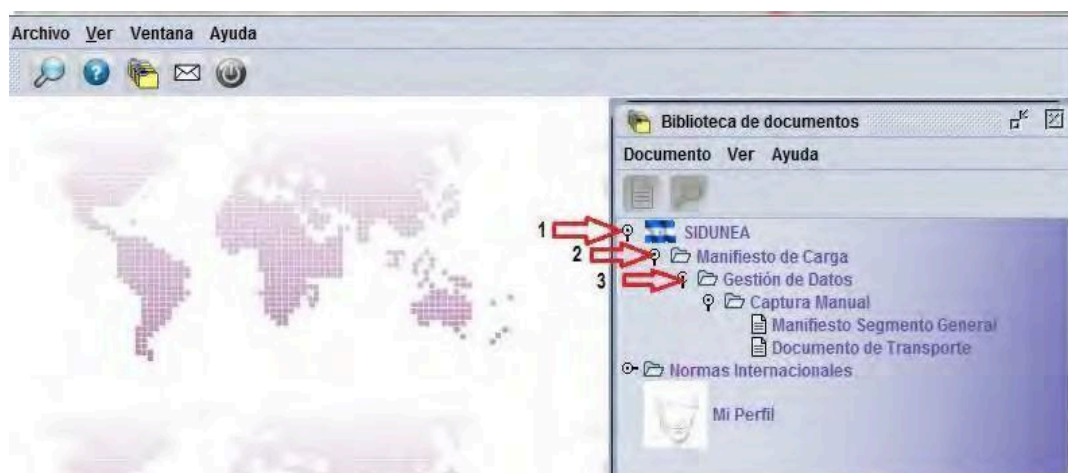 Archivo Ver Ventana Ayuda
Biblioteca de documentos
Documento Ver Ayuda
1 SIDUNEA
2 Manifiesto de Carga
3 Gestión de Datos
Captura Manual
Manifiesto Segmento General
Documento de Transporte
Normas Internacionales
Mi Perfil